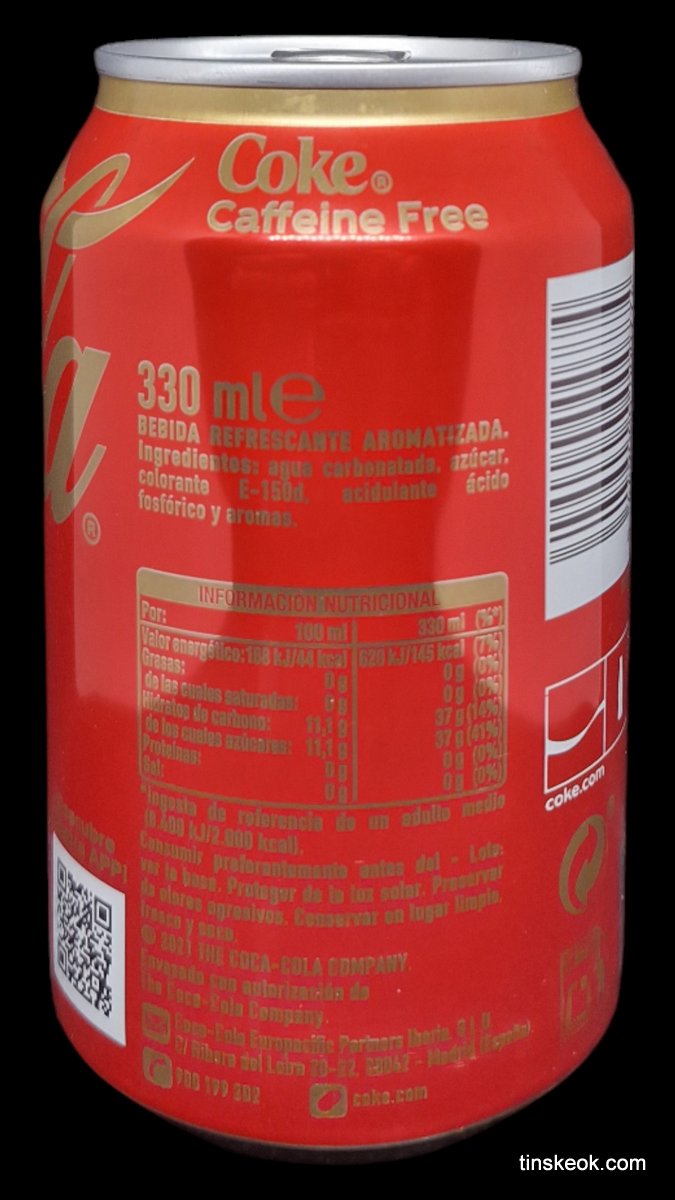 Coke®
Caffeine Free
330 ml e
BEBIDA REFRESCANTE AROMATIZADA.
Ingredientes: agua carbonatada, azúcar,
colorante E-150d, acidulante ácido
fosfórico y aromas.
INFORMACIÓN NUTRICIONAL
Por: 100 ml 330 ml (%*)
Valor energético: 188 kJ/44 kcal 620 kJ/145 kcal (7%)
Grasas: 0 g 0 g (0%)
de las cuales saturadas: 0 g 0 g (0%)
Hidratos de carbono: 11,1 g 37 g (14%)
de los cuales azúcares: 11,1 g 37 g (41%)
Proteínas: 0 g 0 g (0%)
Sal: 0 g 0 g (0%)
*Ingesta de referencia de un adulto medio
(8.400 kJ/2.000 kcal).
Consumir preferentemente antes del - Lote:
ver la base. Proteger de la luz solar. Preservar
de olores agresivos. Conservar en lugar limpio,
fresco y seco.
© 2021 THE COCA-COLA COMPANY.
Envasado con autorización de
The Coca-Cola Company.
Coca-Cola Europacific Partners Iberia, S.L.U.
C/ Ribera del Loira 20-22, 28042 - Madrid (España)
900 199 302 coke.com
a®
APP!
coke.com
tinskeok.com